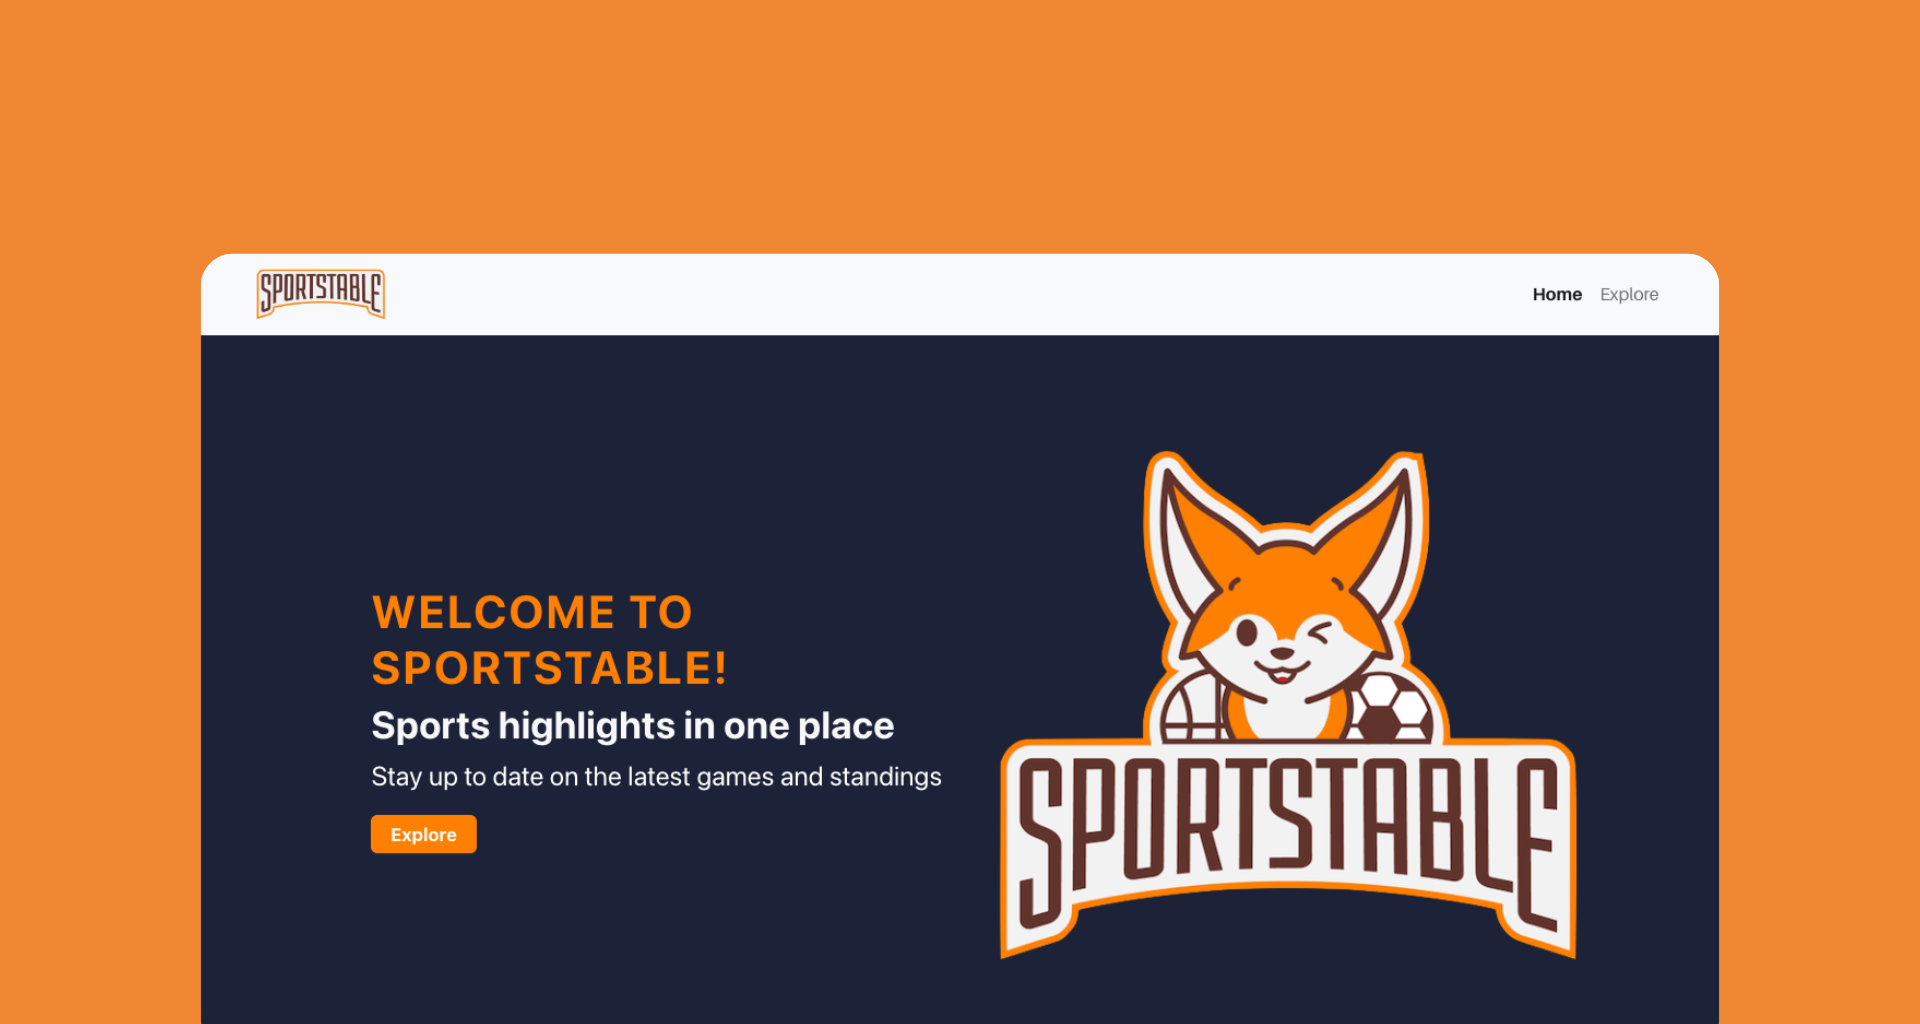 SPORTSTABLE
Home Explore
WELCOME TO
SPORTSTABLE!
Sports highlights in one place
Stay up to date on the latest games and standings
Explore
SPORTSTABLE